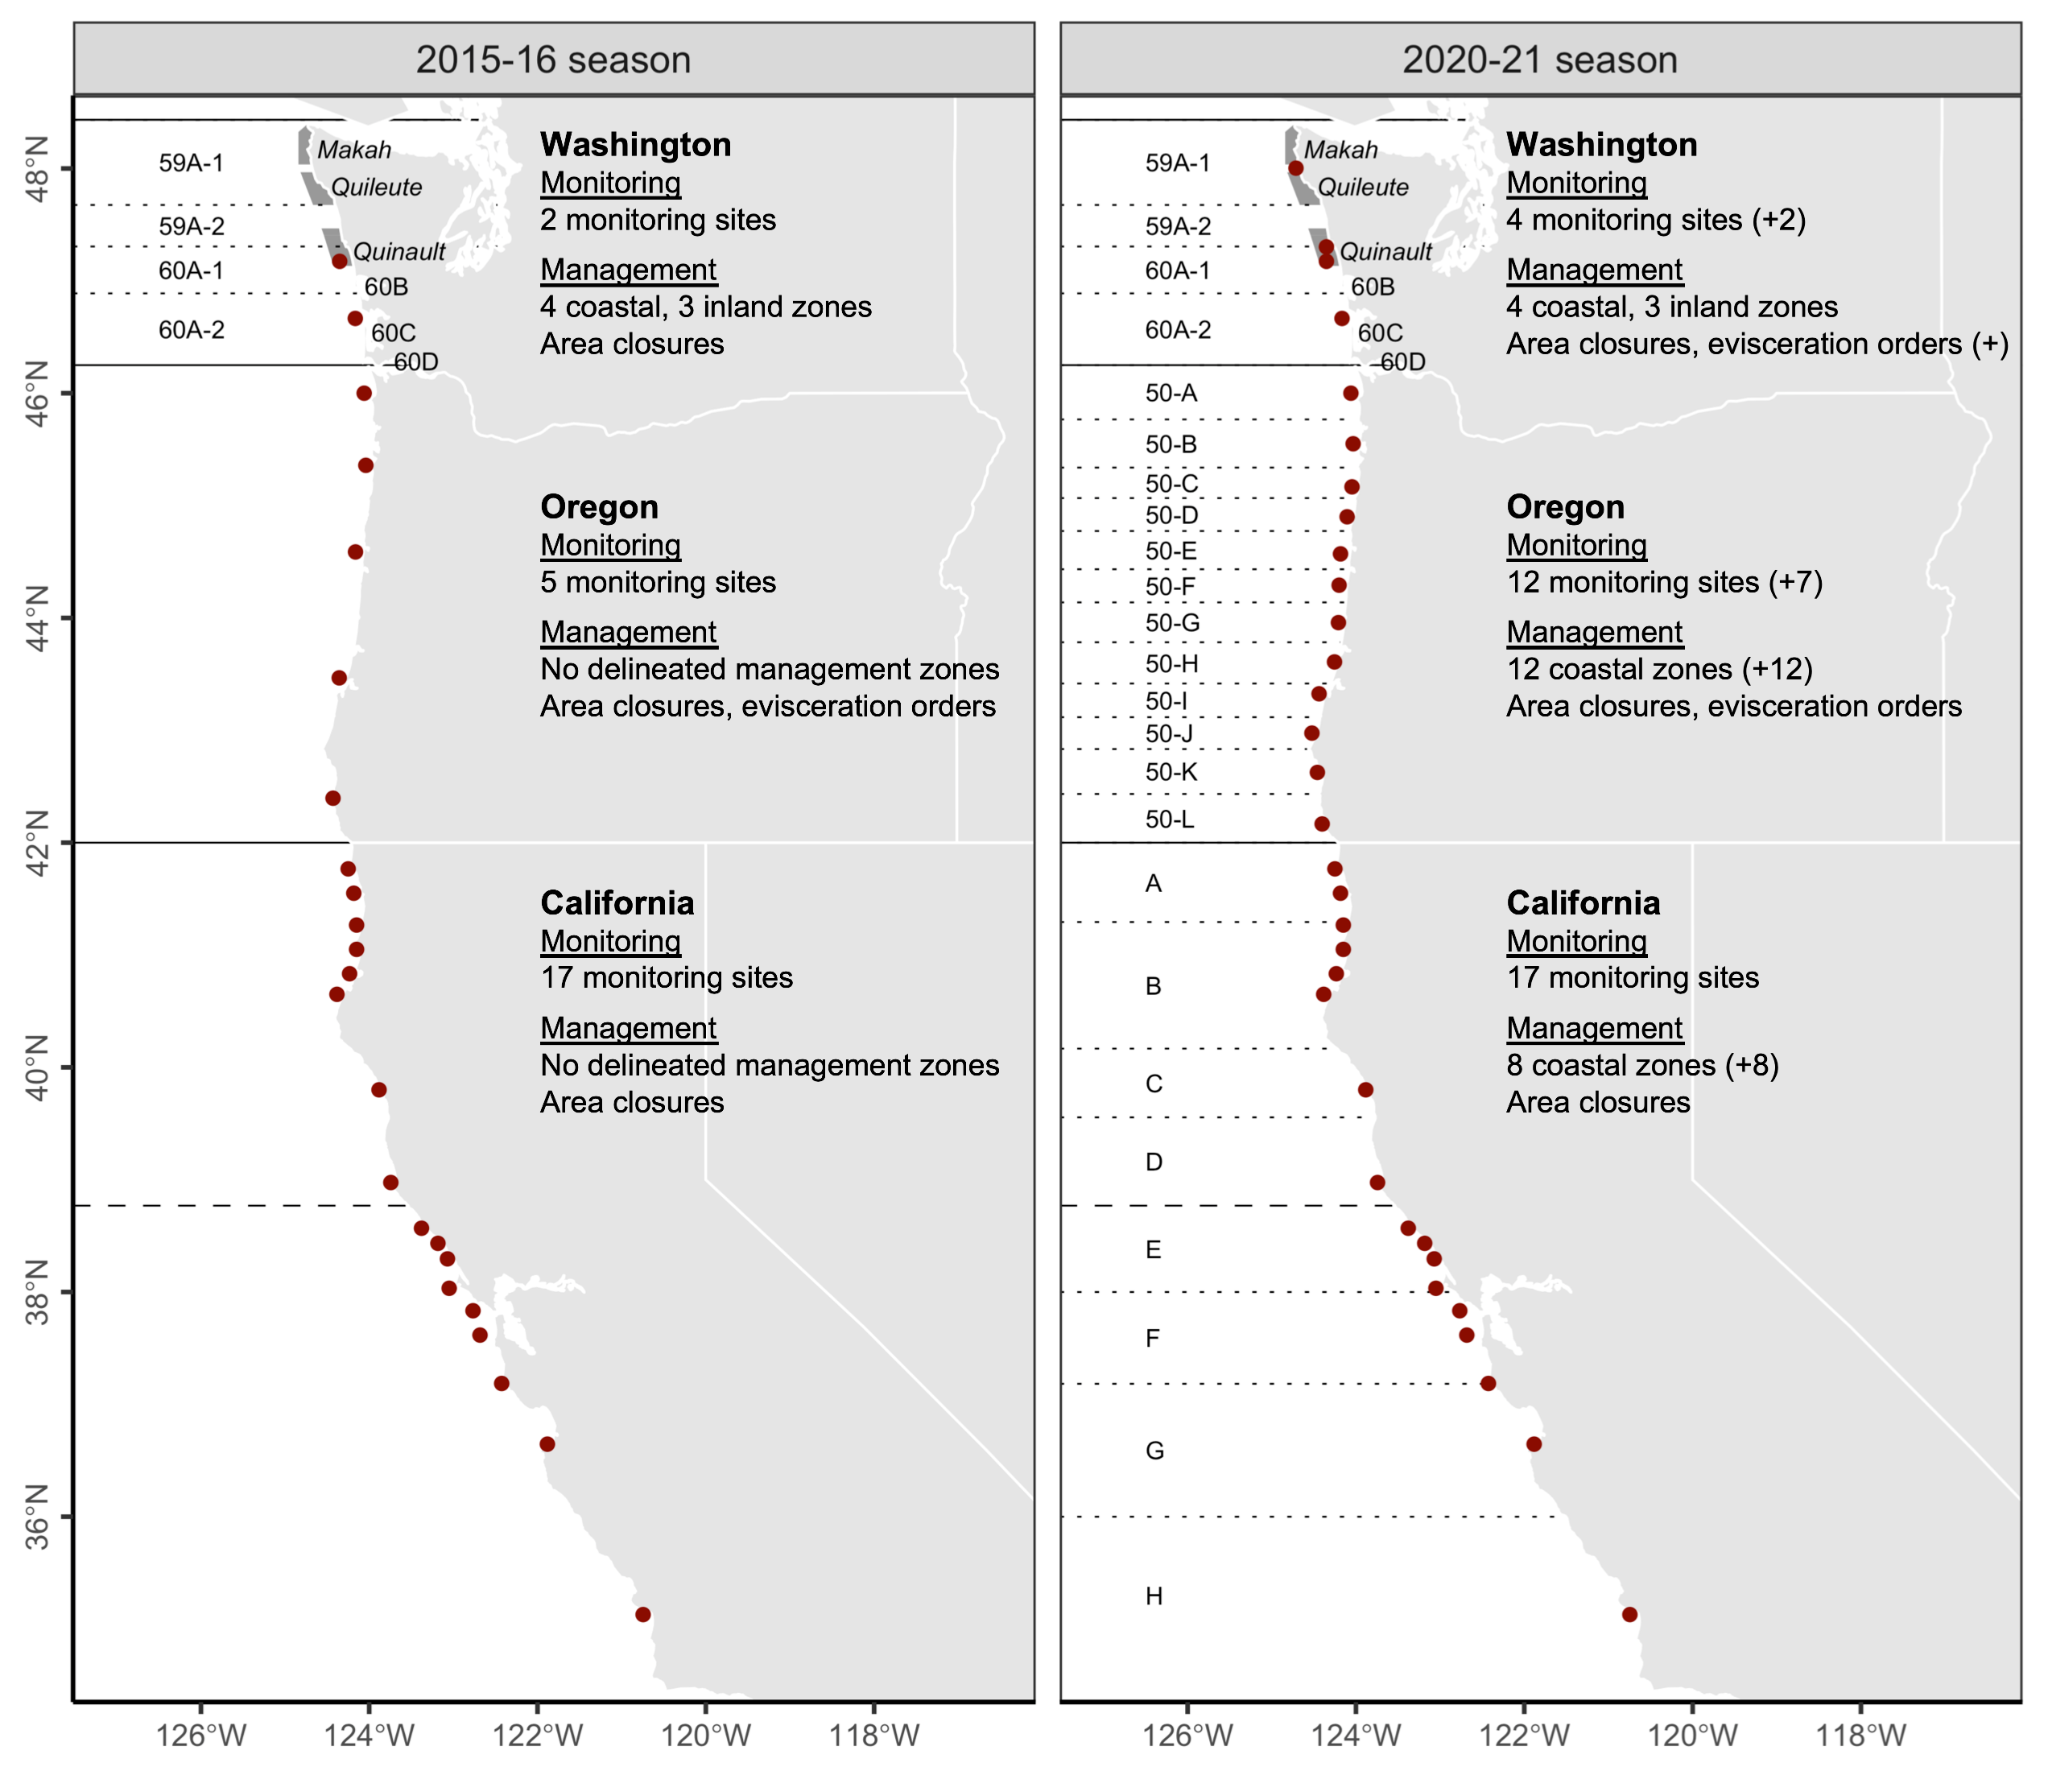 2015-16 season
48°N
46°N
44°N
42°N
40°N
38°N
36°N
59A-1
59A-2
60A-1
60A-2
Makah
Quileute
Quinault
60B
60C
60D
Washington
Monitoring
2 monitoring sites
Management
4 coastal, 3 inland zones
Area closures
Oregon
Monitoring
5 monitoring sites
Management
No delineated management zones
Area closures, evisceration orders
California
Monitoring
17 monitoring sites
Management
No delineated management zones
Area closures
126°W
124°W
122°W
120°W
118°W
2020-21 season
59A-1
59A-2
60A-1
60A-2
Makah
Quileute
Quinault
60B
60C
60D
50-A
50-B
50-C
50-D
50-E
50-F
50-G
50-H
50-I
50-J
50-K
50-L
A
B
C
D
E
F
G
H
Washington
Monitoring
4 monitoring sites (+2)
Management
4 coastal, 3 inland zones
Area closures, evisceration orders (+)
Oregon
Monitoring
12 monitoring sites (+7)
Management
12 coastal zones (+12)
Area closures, evisceration orders
California
Monitoring
17 monitoring sites
Management
8 coastal zones (+8)
Area closures
126°W
124°W
122°W
120°W
118°W